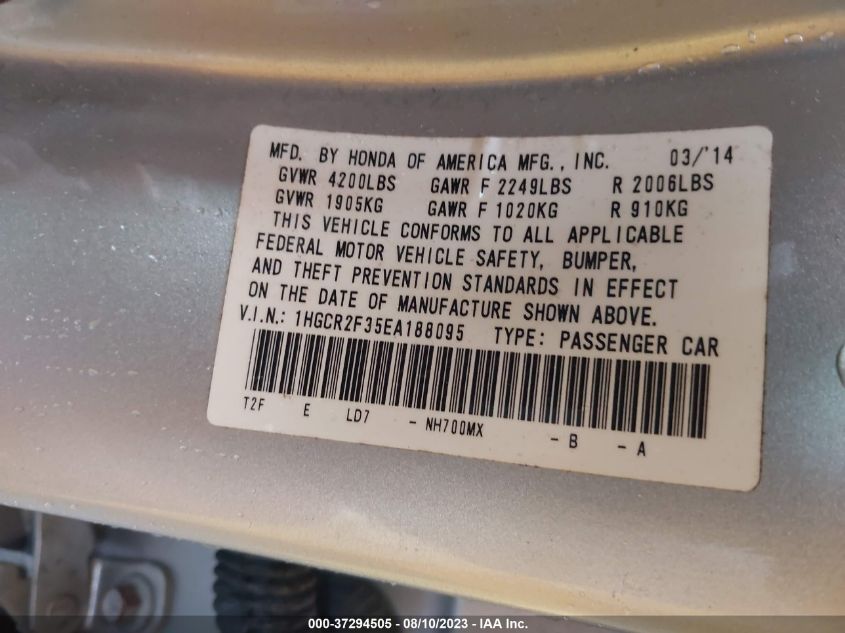 MFD. BY HONDA OF AMERICA MFG., INC. 03/'14
GVWR 4200LBS GAWR F 2249LBS R 2006LBS
GVWR 1905KG GAWR F 1020KG R 910KG
THIS VEHICLE CONFORMS TO ALL APPLICABLE
FEDERAL MOTOR VEHICLE SAFETY, BUMPER,
AND THEFT PREVENTION STANDARDS IN EFFECT
ON THE DATE OF MANUFACTURE SHOWN ABOVE.
V.I.N.: 1HGCR2F35EA188095 TYPE: PASSENGER CAR
T2F E LD7 - NH700MX - B - A
000-37294505 - 08/10/2023 - IAA Inc.